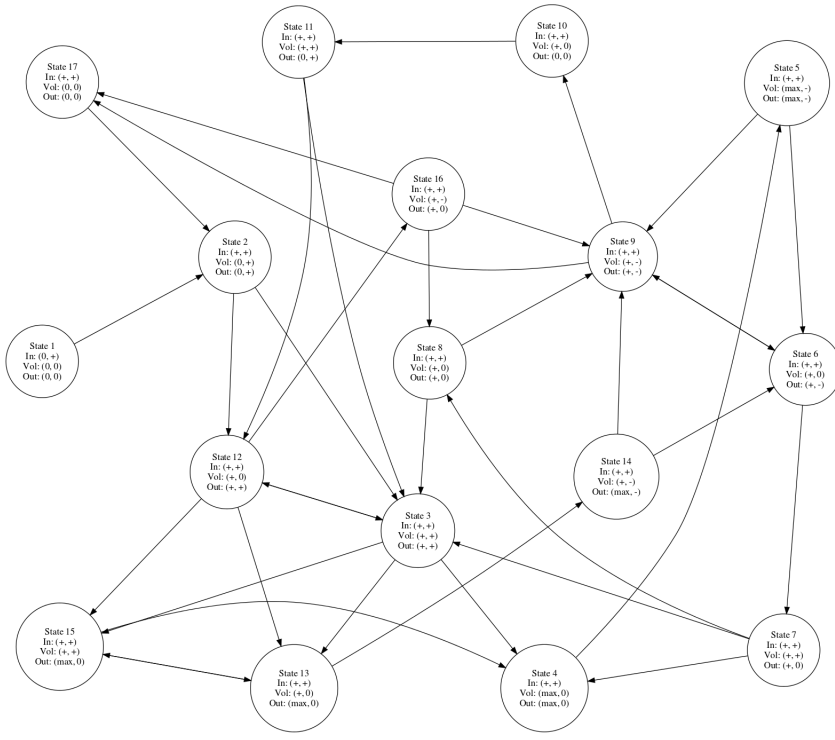 State 11
In: (+, +)
Vol: (+, +)
Out: (0, +)
State 10
In: (+, +)
Vol: (+, 0)
Out: (0, 0)
State 17
In: (+, +)
Vol: (0, 0)
Out: (0, 0)
State 5
In: (+, +)
Vol: (max, -)
Out: (max, -)
State 16
In: (+, +)
Vol: (+, -)
Out: (+, 0)
State 2
In: (+, +)
Vol: (0, +)
Out: (0, +)
State 9
In: (+, +)
Vol: (+, -)
Out: (+, -)
State 1
In: (0, +)
Vol: (0, 0)
Out: (0, 0)
State 8
In: (+, +)
Vol: (+, 0)
Out: (+, 0)
State 6
In: (+, +)
Vol: (+, 0)
Out: (+, -)
State 12
In: (+, +)
Vol: (+, 0)
Out: (+, +)
State 14
In: (+, +)
Vol: (+, -)
Out: (max, -)
State 3
In: (+, +)
Vol: (+, +)
Out: (+, +)
State 15
In: (+, +)
Vol: (+, +)
Out: (max, 0)
State 13
In: (+, +)
Vol: (+, 0)
Out: (max, 0)
State 4
In: (+, +)
Vol: (max, 0)
Out: (max, 0)
State 7
In: (+, +)
Vol: (+, +)
Out: (+, 0)